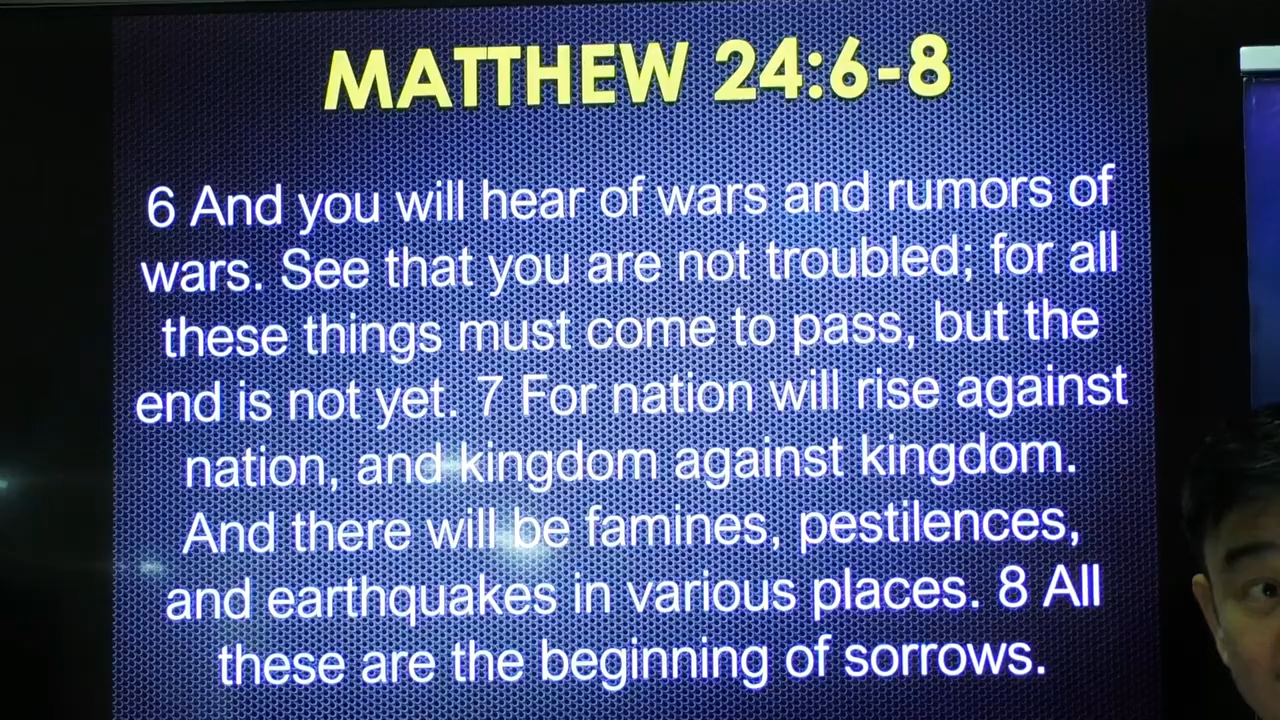 MATTHEW 24:6-8
6 And you will hear of wars and rumors of
wars. See that you are not troubled; for all
these things must come to pass, but the
end is not yet. 7 For nation will rise against
nation, and kingdom against kingdom.
And there will be famines, pestilences,
and earthquakes in various places. 8 All
these are the beginning of sorrows.